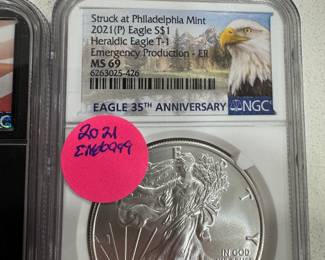 Struck at Philadelphia Mint
2021(P) Eagle S$1
Heraldic Eagle T-1
Emergency Production - ER
MS 69
6263025-426
EAGLE 35TH ANNIVERSARY
NGC
2021
L
I
T
Y
IN GOD